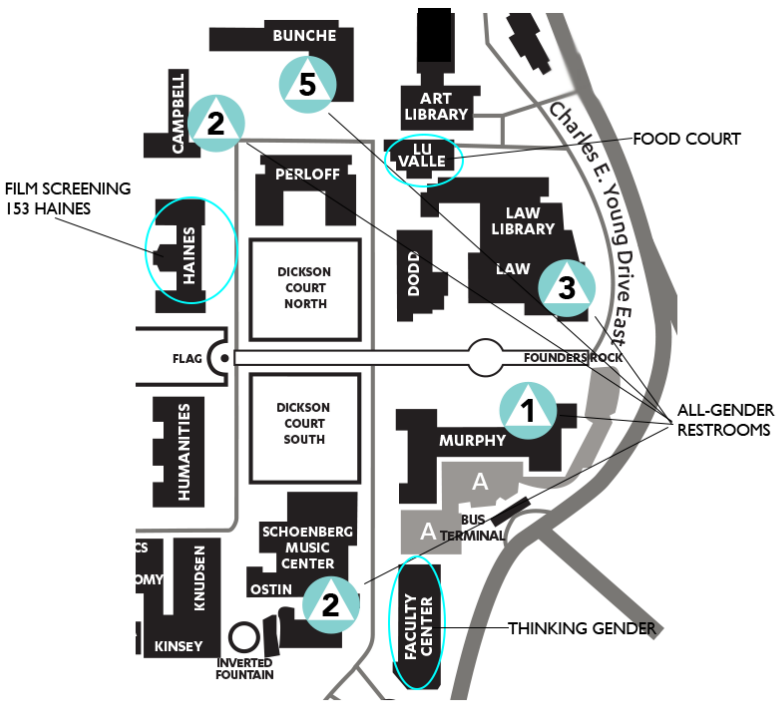 BUNCHE
5
CAMPBELL
2
ART
LIBRARY
Charles E. Young Drive East
LU
VALLE
FOOD COURT
PERLOFF
FILM SCREENING
153 HAINES
HAINES
LAW
LIBRARY
DODD
LAW
3
DICKSON
COURT
NORTH
FLAG
FOUNDERS ROCK
HUMANITIES
DICKSON
COURT
SOUTH
1
MURPHY
ALL-GENDER
RESTROOMS
A
A
BUS
TERMINAL
SCHOENBERG
MUSIC
CENTER
OSTIN
2
CS
OMY
KNUDSEN
KINSEY
INVERTED
FOUNTAIN
FACULTY
CENTER
THINKING GENDER